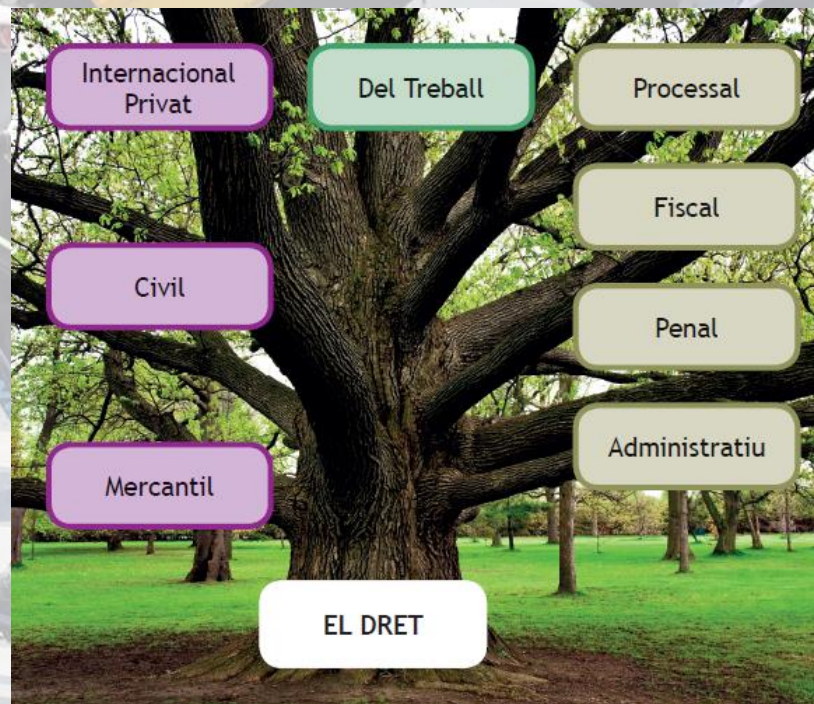 Internacional
Privat
Del Treball
Processal
Fiscal
Civil
Penal
Administratiu
Mercantil
EL DRET